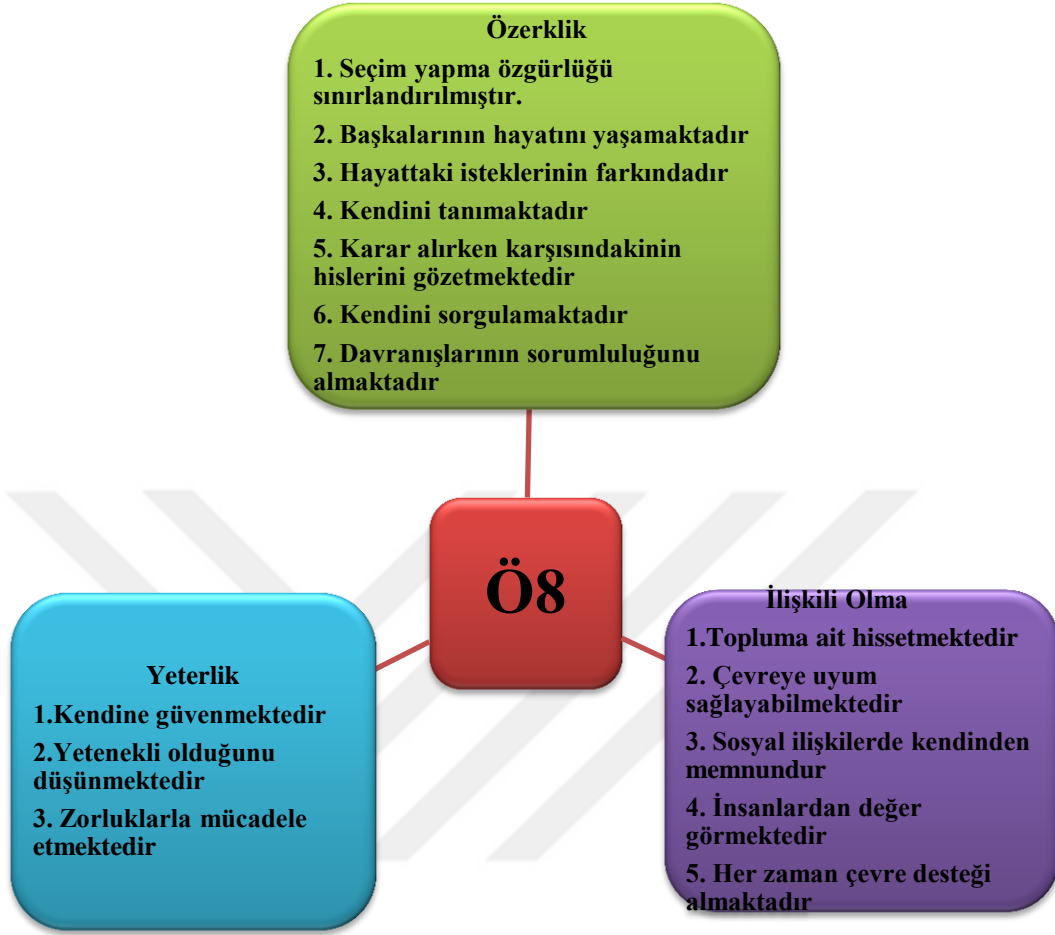 Özerklik
1. Seçim yapma özgürlüğü
sınırlandırılmıştır.
2. Başkalarının hayatını yaşamaktadır
3. Hayattaki isteklerinin farkındadır
4. Kendini tanımaktadır
5. Karar alırken karşısındakinin
hislerini gözetmektedir
6. Kendini sorgulamaktadır
7. Davranışlarının sorumluluğunu
almaktadır
Ö8
Yeterlik
1.Kendine güvenmektedir
2.Yetenekli olduğunu
düşünmektedir
3. Zorluklarla mücadele
etmektedir
İlişkili Olma
1.Topluma ait hissetmektedir
2. Çevreye uyum
sağlayabilmektedir
3. Sosyal ilişkilerde kendinden
memnundur
4. İnsanlardan değer
görmektedir
5. Her zaman çevre desteği
almaktadır